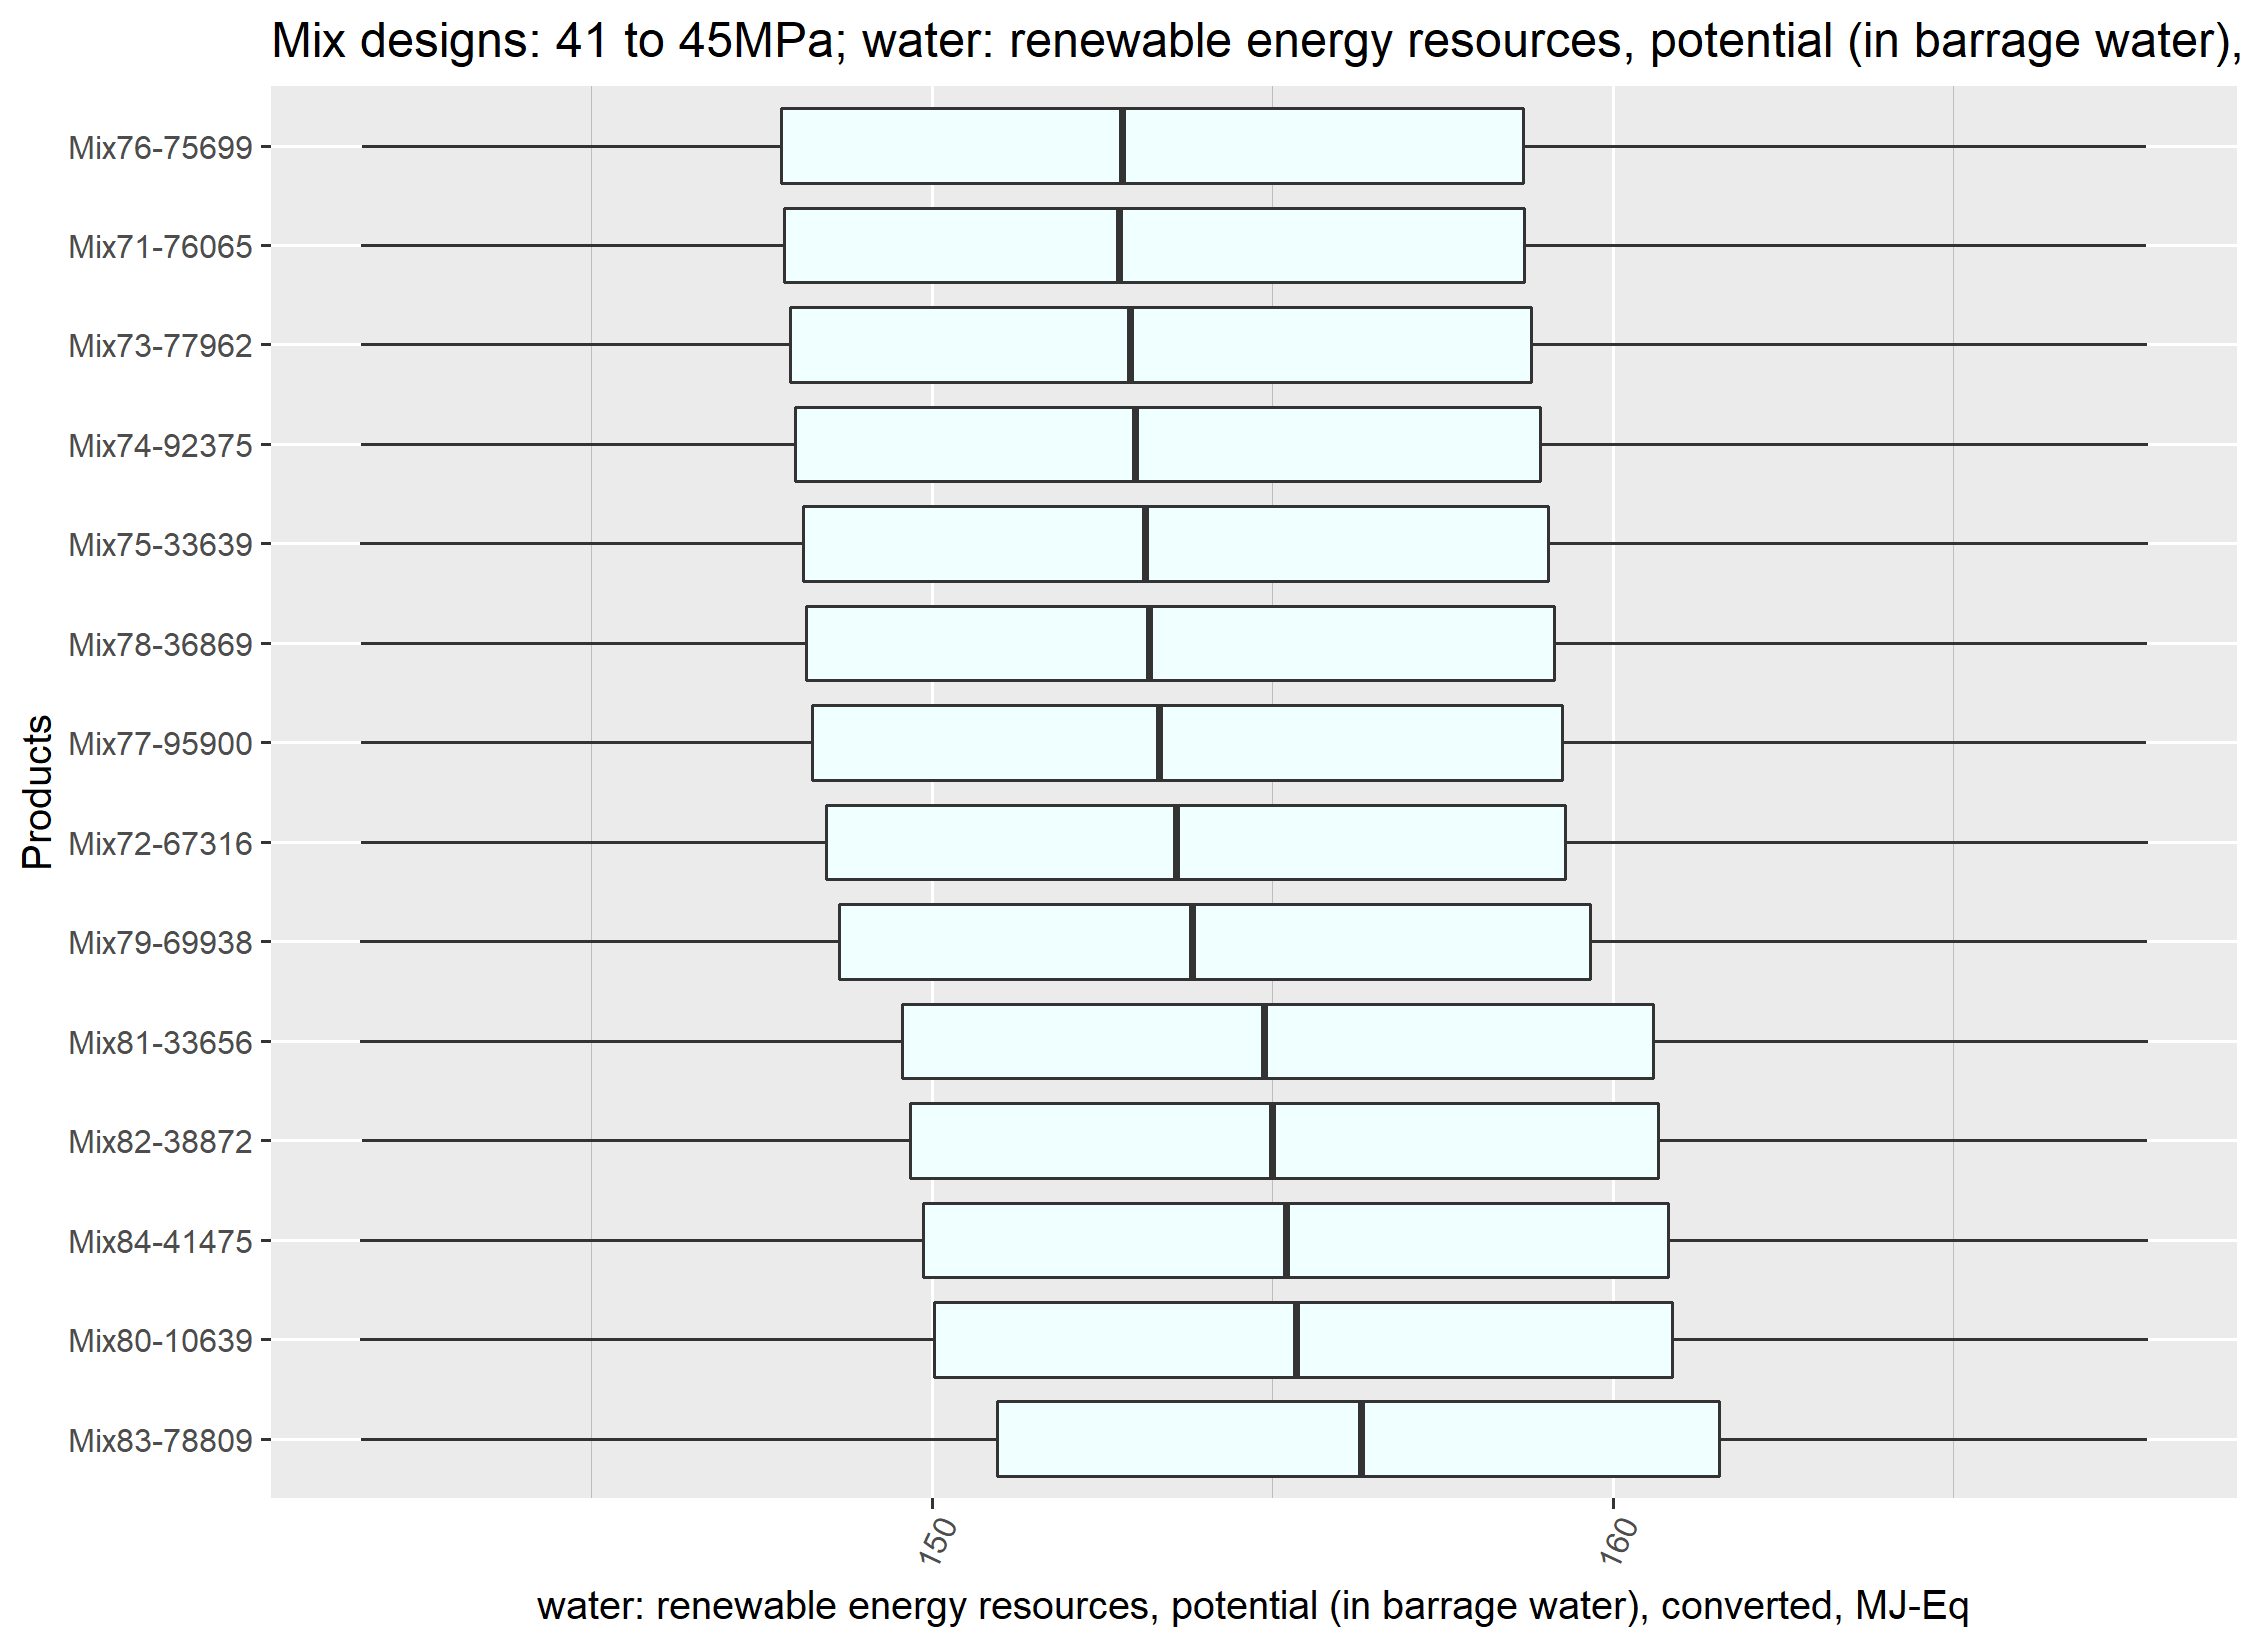 Mix designs: 41 to 45MPa; water: renewable energy resources, potential (in barrage water),
Products
Mix76-75699
Mix71-76065
Mix73-77962
Mix74-92375
Mix75-33639
Mix78-36869
Mix77-95900
Mix72-67316
Mix79-69938
Mix81-33656
Mix82-38872
Mix84-41475
Mix80-10639
Mix83-78809
150
160
water: renewable energy resources, potential (in barrage water), converted, MJ-Eq